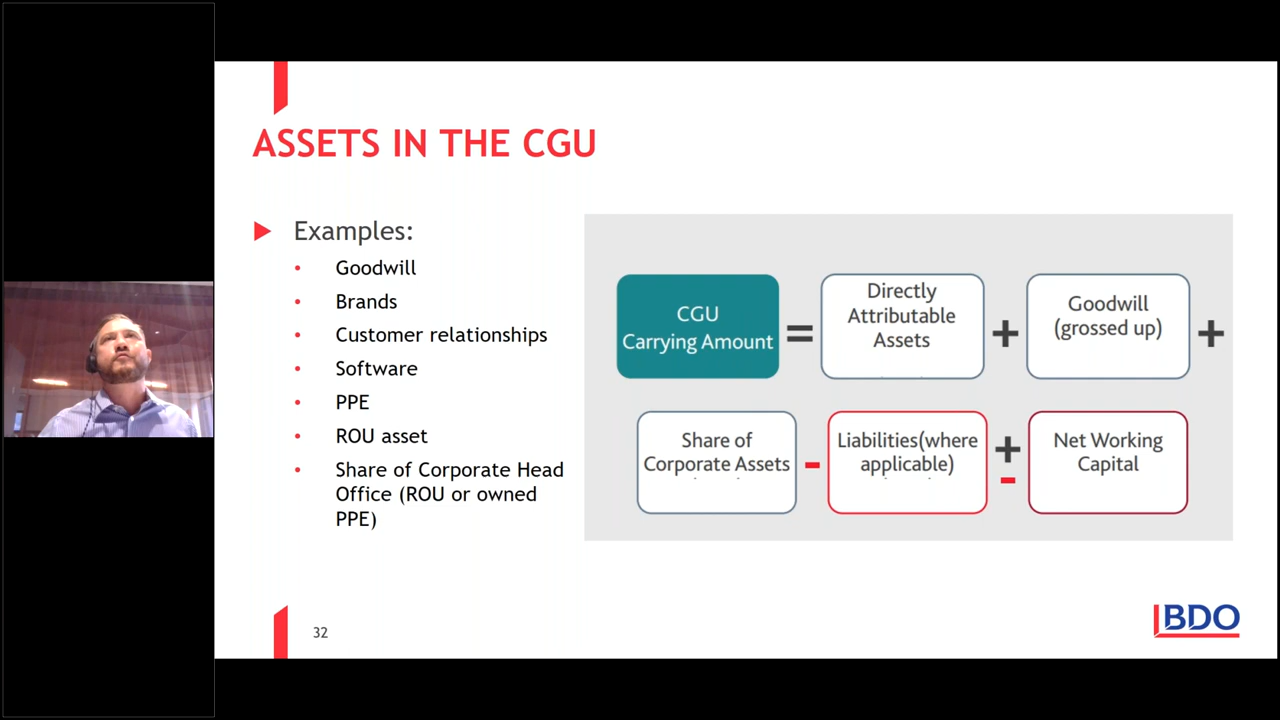 ASSETS IN THE CGU
Examples:
• Goodwill
• Brands
• Customer relationships
• Software
• PPE
• ROU asset
• Share of Corporate Head
Office (ROU or owned
PPE)
CGU
Carrying Amount
=
Directly
Attributable
Assets
+
Goodwill
(grossed up)
+
Share of
Corporate Assets
-
Liabilities(where
applicable)
+
-
Net Working
Capital
32
BDO